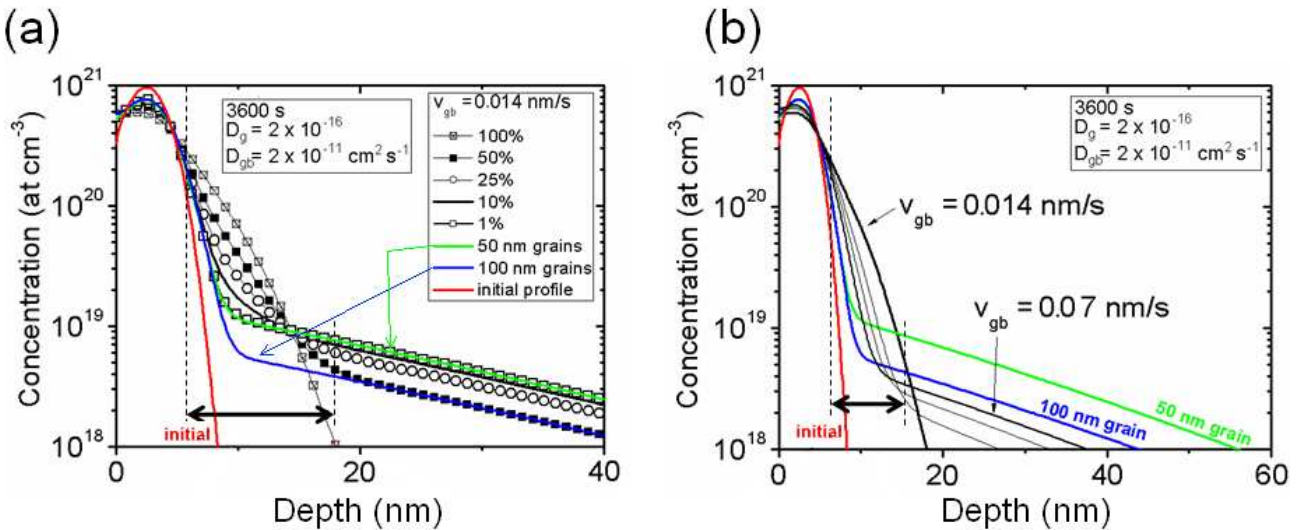 (a)
10²¹
10²⁰
10¹⁹
10¹⁸
Concentration (at cm⁻³)
3600 s
D_g = 2 x 10⁻¹⁶
D_gb = 2 x 10⁻¹¹ cm² s⁻¹
v_gb = 0.014 nm/s
100%
50%
25%
10%
1%
50 nm grains
100 nm grains
initial profile
initial
0 10 20 30 40
Depth (nm)
(b)
10²¹
10²⁰
10¹⁹
10¹⁸
Concentration (at cm⁻³)
3600 s
D_g = 2 x 10⁻¹⁶
D_gb = 2 x 10⁻¹¹ cm² s⁻¹
v_gb = 0.014 nm/s
v_gb = 0.07 nm/s
50 nm grain
100 nm grain
initial
0 20 40 60
Depth (nm)